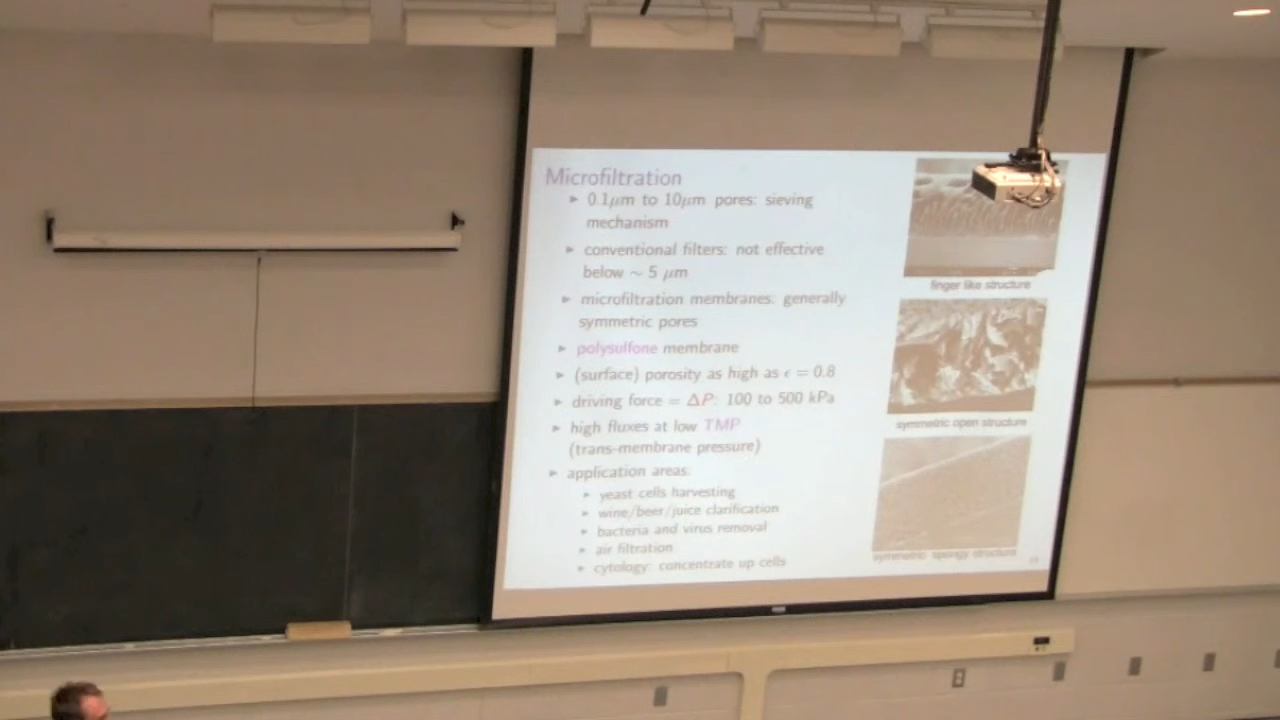 Microfiltration
▸ 0.1μm to 10μm pores: sieving
mechanism
▸ conventional filters: not effective
below ∼ 5 μm
▸ microfiltration membranes: generally
symmetric pores
▸ polysulfone membrane
▸ (surface) porosity as high as ϵ = 0.8
▸ driving force = ΔP: 100 to 500 kPa
▸ high fluxes at low TMP
(trans-membrane pressure)
▸ application areas:
▸ yeast cells harvesting
▸ wine/beer/juice clarification
▸ bacteria and virus removal
▸ air filtration
▸ cytology: concentrate up cells
finger like structure
symmetric open structure
symmetric spongy structure